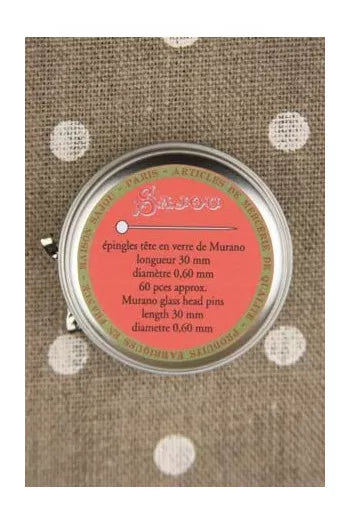 MAISON SAJOU - PARIS - ARTICLES DE MERCERIE DE QUALITÉ - PRODUITS FABRIQUÉS EN FRANCE
SAJOU
épingles tête en verre de Murano
longueur 30 mm
diamètre 0,60 mm
60 pces approx.
Murano glass head pins
length 30 mm
diametre 0,60 mm